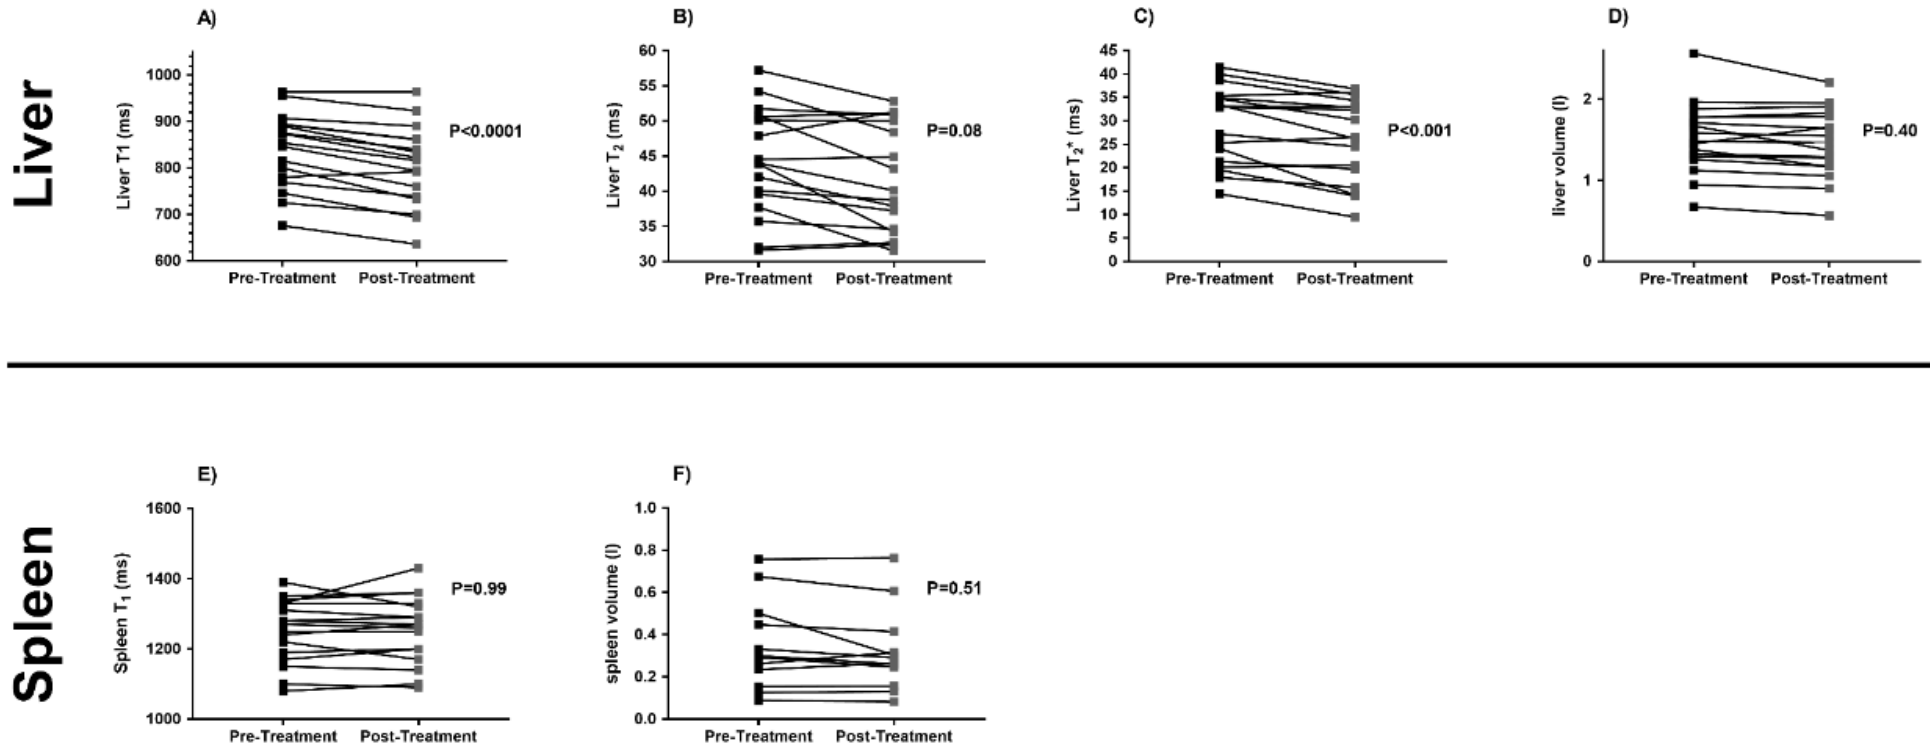 Liver
A)
Liver T1 (ms)
1000
900
800
700
600
P<0.0001
Pre-Treatment Post-Treatment
B)
Liver T2 (ms)
60
55
50
45
40
35
30
P=0.08
Pre-Treatment Post-Treatment
C)
Liver T2* (ms)
45
40
35
30
25
20
15
10
5
0
P<0.001
Pre-Treatment Post-Treatment
D)
liver volume (l)
2
1
0
P=0.40
Pre-Treatment Post-Treatment
Spleen
E)
Spleen T1 (ms)
1600
1400
1200
1000
P=0.99
Pre-Treatment Post-Treatment
F)
spleen volume (l)
1.0
0.8
0.6
0.4
0.2
0.0
P=0.51
Pre-Treatment Post-Treatment